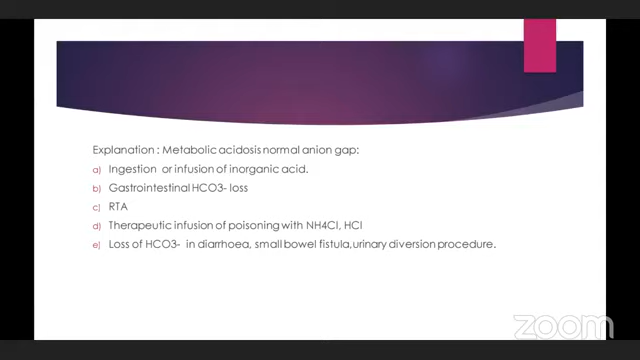 Explanation : Metabolic acidosis normal anion gap:
a) Ingestion or infusion of inorganic acid.
b) Gastrointestinal HCO3- loss
c) RTA
d) Therapeutic infusion of poisoning with NH4Cl, HCl
e) Loss of HCO3- in diarrhoea, small bowel fistula,urinary diversion procedure.
zoom